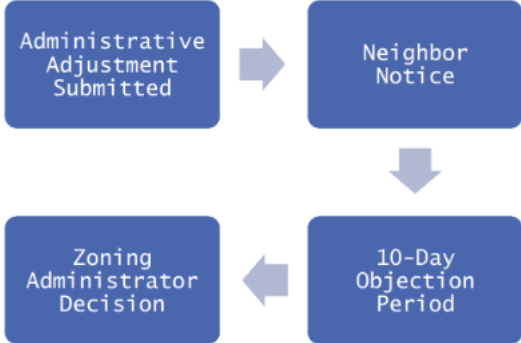 Administrative
Adjustment
Submitted
Neighbor
Notice
10-Day
Objection
Period
Zoning
Administrator
Decision